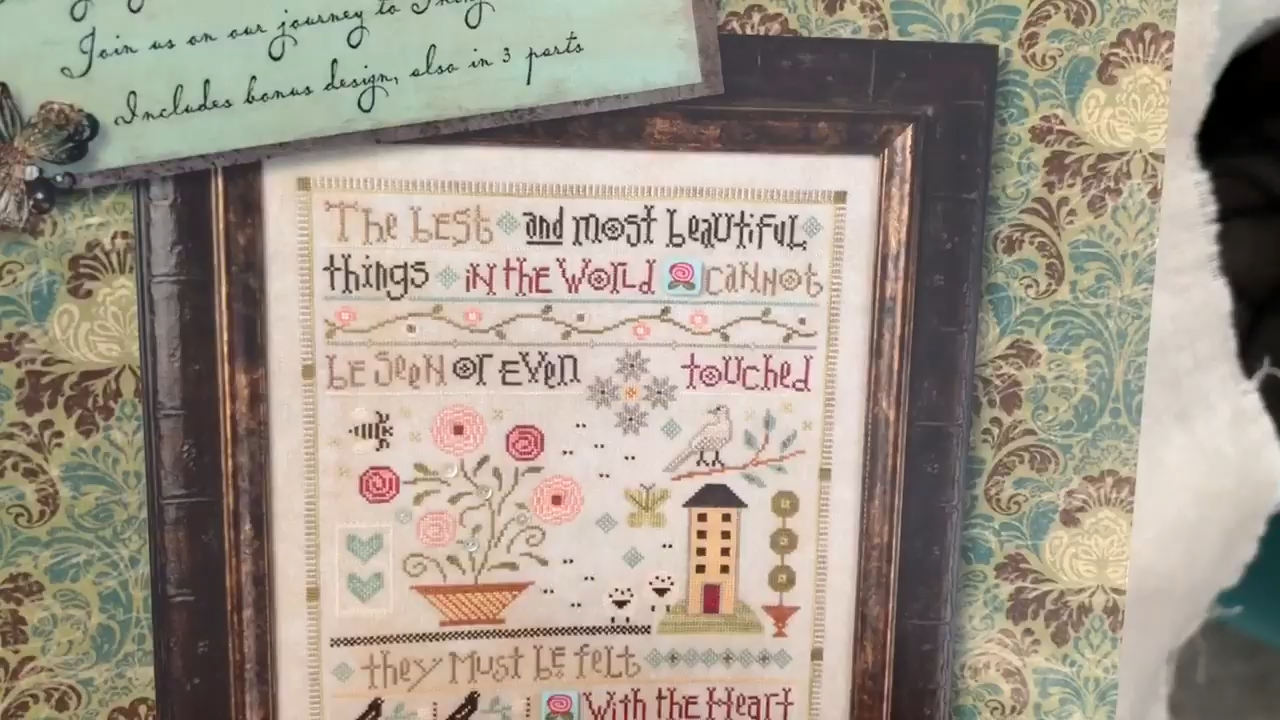 Join us on our journey to
Includes bonus design, also in 3 parts
The best and most beautiful
things in the World cannot
be seen or even touched
they Must be felt
With the Heart